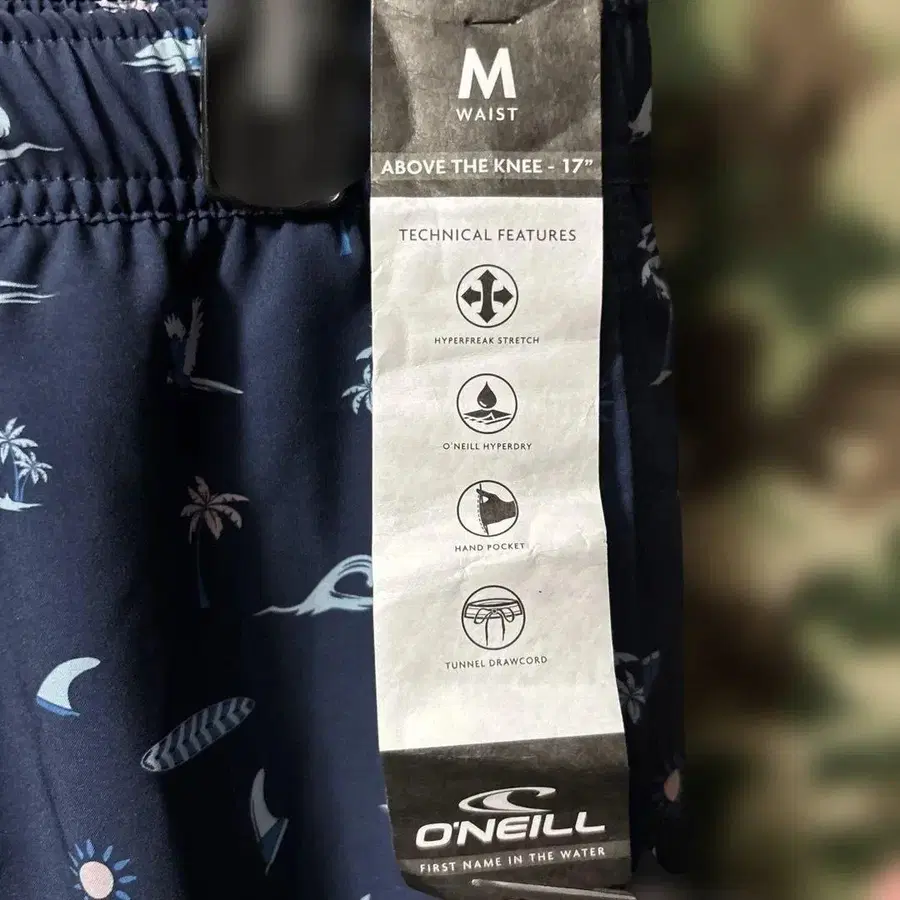 M
WAIST
ABOVE THE KNEE - 17”
TECHNICAL FEATURES
HYPERFREAK STRETCH
O'NEILL HYPERDRY
HAND POCKET
TUNNEL DRAWCORD
O'NEILL
FIRST NAME IN THE WATER